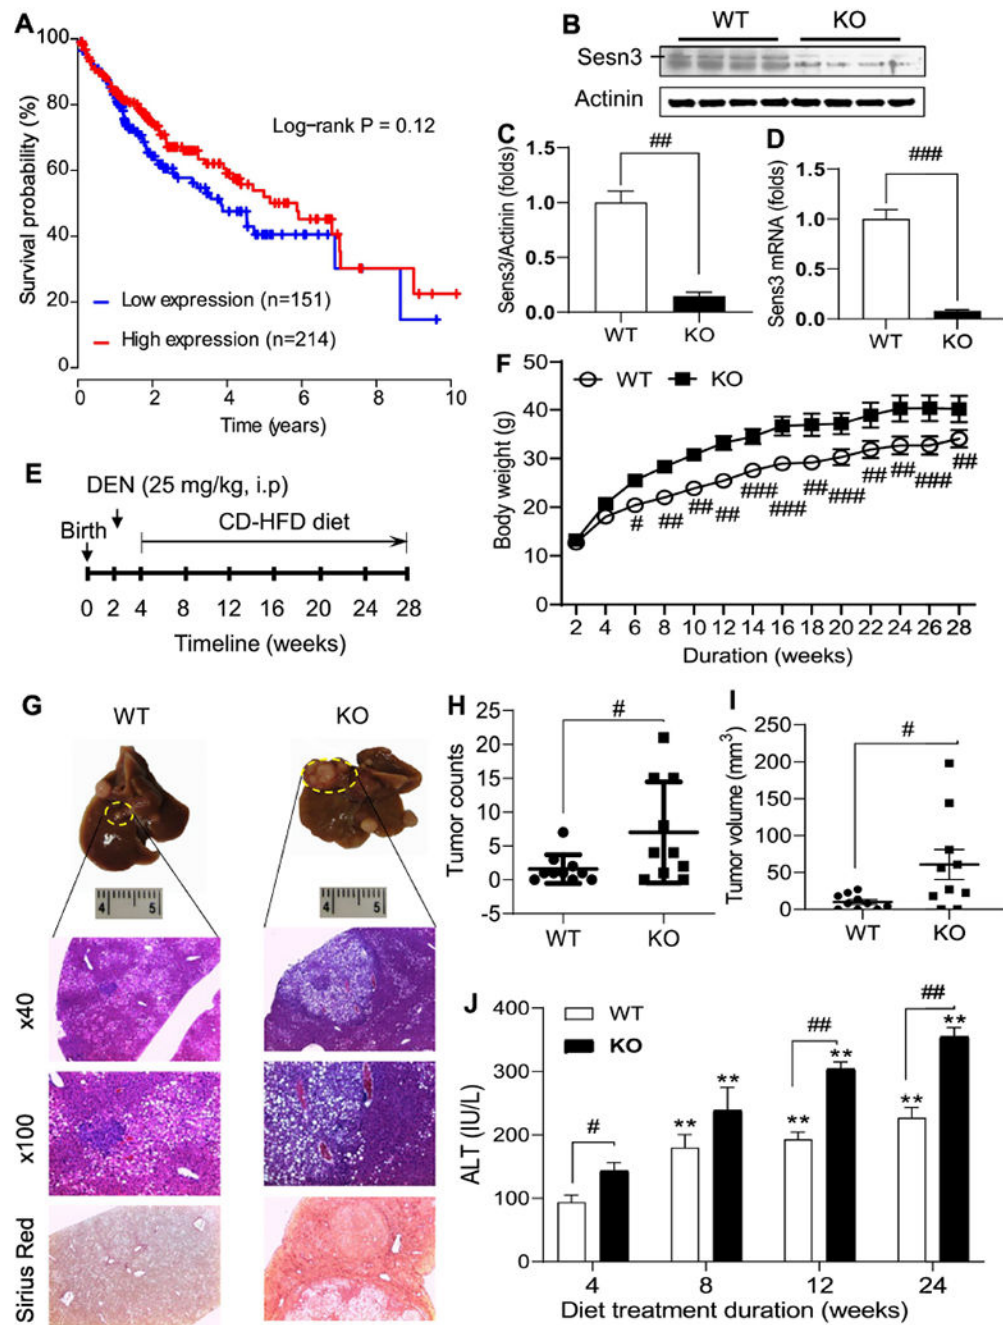 A
100
80
60
40
20
0
Survival probability (%)
Log-rank P = 0.12
Low expression (n=151)
High expression (n=214)
0 2 4 6 8 10
Time (years)
B
WT KO
Sesn3
Actinin
C
Sens3/Actinin (folds)
1.5
1.0
0.5
0.0
##
WT KO
D
Sens3 mRNA (folds)
1.5
1.0
0.5
0.0
###
WT KO
E
DEN (25 mg/kg, i.p)
Birth
CD-HFD diet
0 2 4 8 12 16 20 24 28
Timeline (weeks)
F
Body weight (g)
50
40
30
20
10
0
WT KO
# ## ## ## ### ### ## ### ## ## ### ##
2 4 6 8 10 12 14 16 18 20 22 24 26 28
Duration (weeks)
G
WT KO
4 5
4 5
x40
x100
Sirius Red
H
Tumor counts
25
20
15
10
5
0
-5
#
WT KO
I
Tumor volume (mm³)
250
200
150
100
50
0
#
WT KO
J
ALT (IU/L)
400
300
200
100
0
WT
KO
#
** **
##
** **
##
** **
4 8 12 24
Diet treatment duration (weeks)